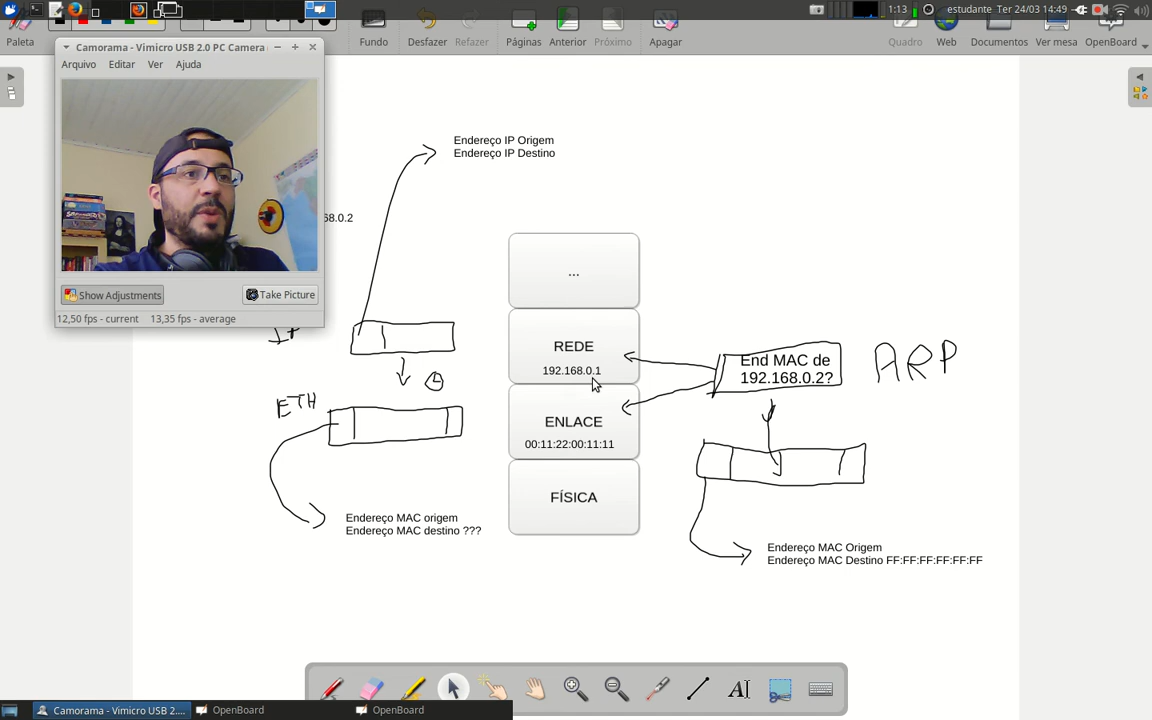 1:13
estudante Ter 24/03 14:49
Paleta
Fundo
Desfazer
Refazer
Páginas
Anterior
Próximo
Apagar
Quadro
Web
Documentos
Ver mesa
OpenBoard
Camorama - Vimicro USB 2.0 PC Camera
Arquivo Editar Ver Ajuda
Show Adjustments
Take Picture
12,50 fps - current 13,35 fps - average
Endereço IP Origem
Endereço IP Destino
68.0.2
...
REDE
192.168.0.1
ENLACE
00:11:22:00:11:11
FÍSICA
IP
ETH
Endereço MAC origem
Endereço MAC destino ???
End MAC de
192.168.0.2?
ARP
Endereço MAC Origem
Endereço MAC Destino FF:FF:FF:FF:FF:FF
Camorama - Vimicro USB 2....
OpenBoard
OpenBoard